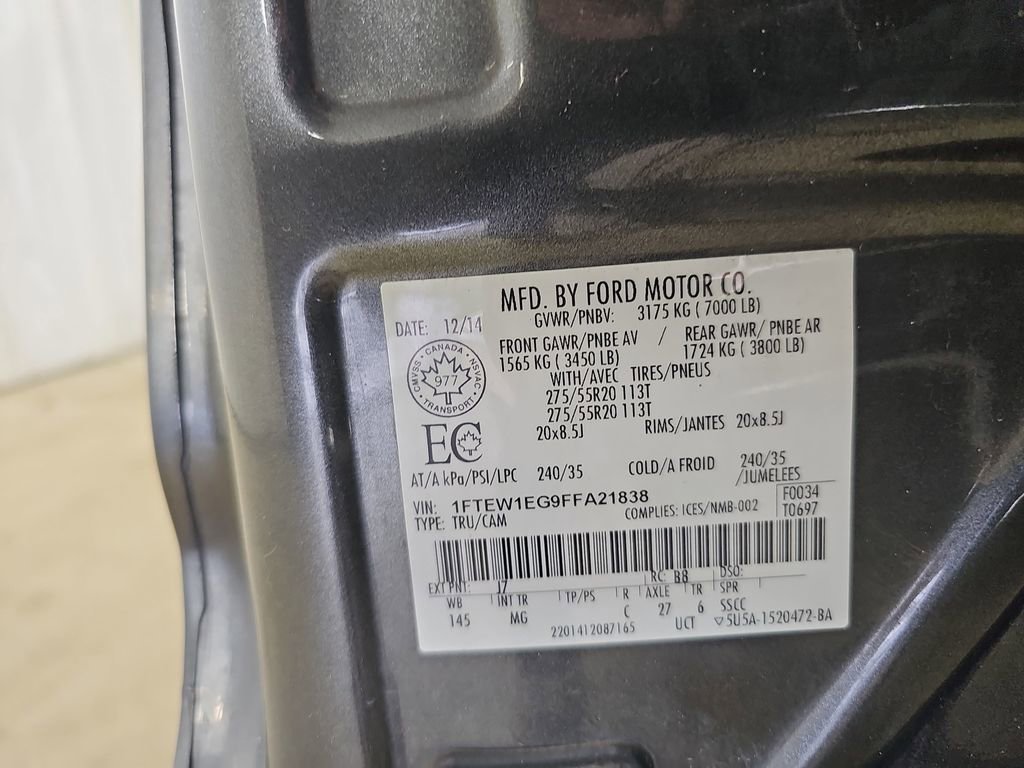 MFD. BY FORD MOTOR CO.
DATE: 12/14
GVWR/PNBV: 3175 KG ( 7000 LB)
FRONT GAWR/PNBE AV / REAR GAWR/ PNBE AR
1565 KG ( 3450 LB) 1724 KG ( 3800 LB)
WITH/AVEC TIRES/PNEUS
275/55R20 113T
275/55R20 113T
20x8.5J RIMS/JANTES 20x8.5J
CANADA
CMVSS NSVAC
977
TRANSPORT
EC
AT/A kPa/PSI/LPC 240/35 COLD/A FROID 240/35
/JUMELEES
VIN: 1FTEW1EG9FFA21838
TYPE: TRU/CAM COMPLIES: ICES/NMB-002
F0034
T0697
EXT PNT: J7 RC: B8 DSO:
WB INT TR TP/PS R AXLE TR SPR
145 MG C 27 6 SSCC
2201412087165 UCT ▽5U5A-1520472-BA